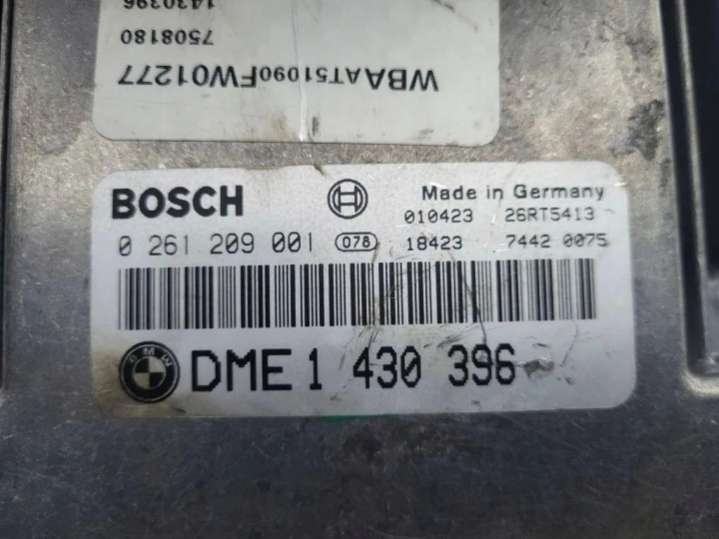 1430396
7508180
WBAAT51090FW01277
BOSCH
Made in Germany
010423 26RT5413
0 261 209 001 078 18423 7442 0075
BMW
DME 1 430 396